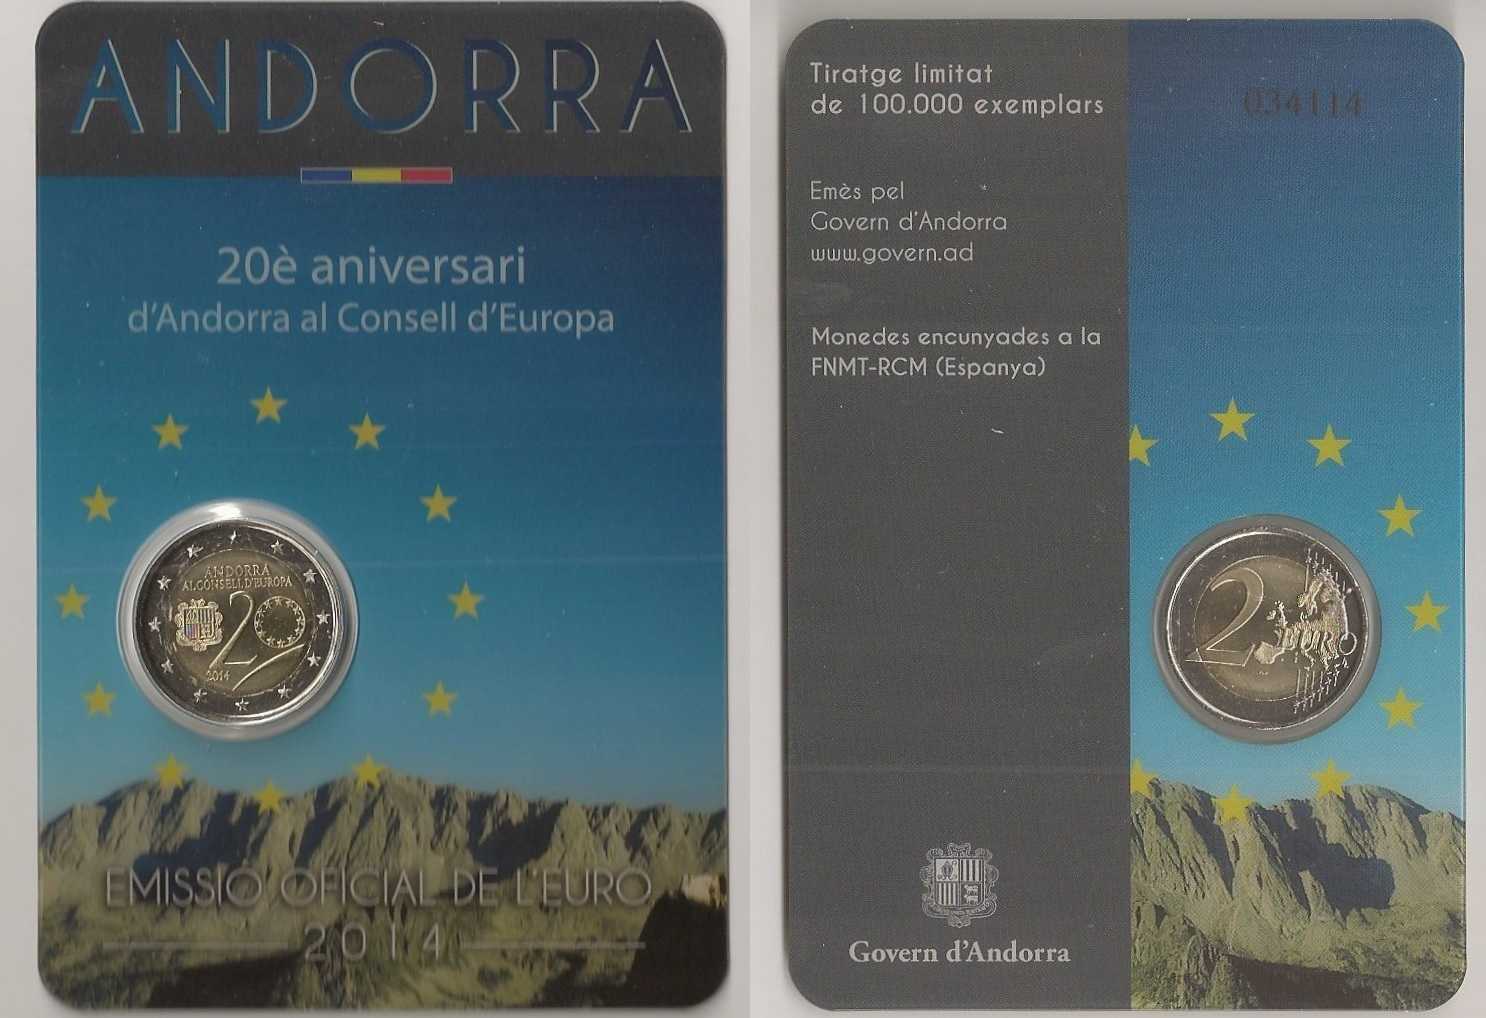 ANDORRA
20è aniversari
d'Andorra al Consell d'Europa
ANDORRA
AL CONSELL D'EUROPA
20
2014
EMISSIÓ OFICIAL DE L'EURO
2014
Tiratge limitat
de 100.000 exemplars
034114
Emès pel
Govern d'Andorra
www.govern.ad
Monedes encunyades a la
FNMT-RCM (Espanya)
2 EURO
Govern d'Andorra